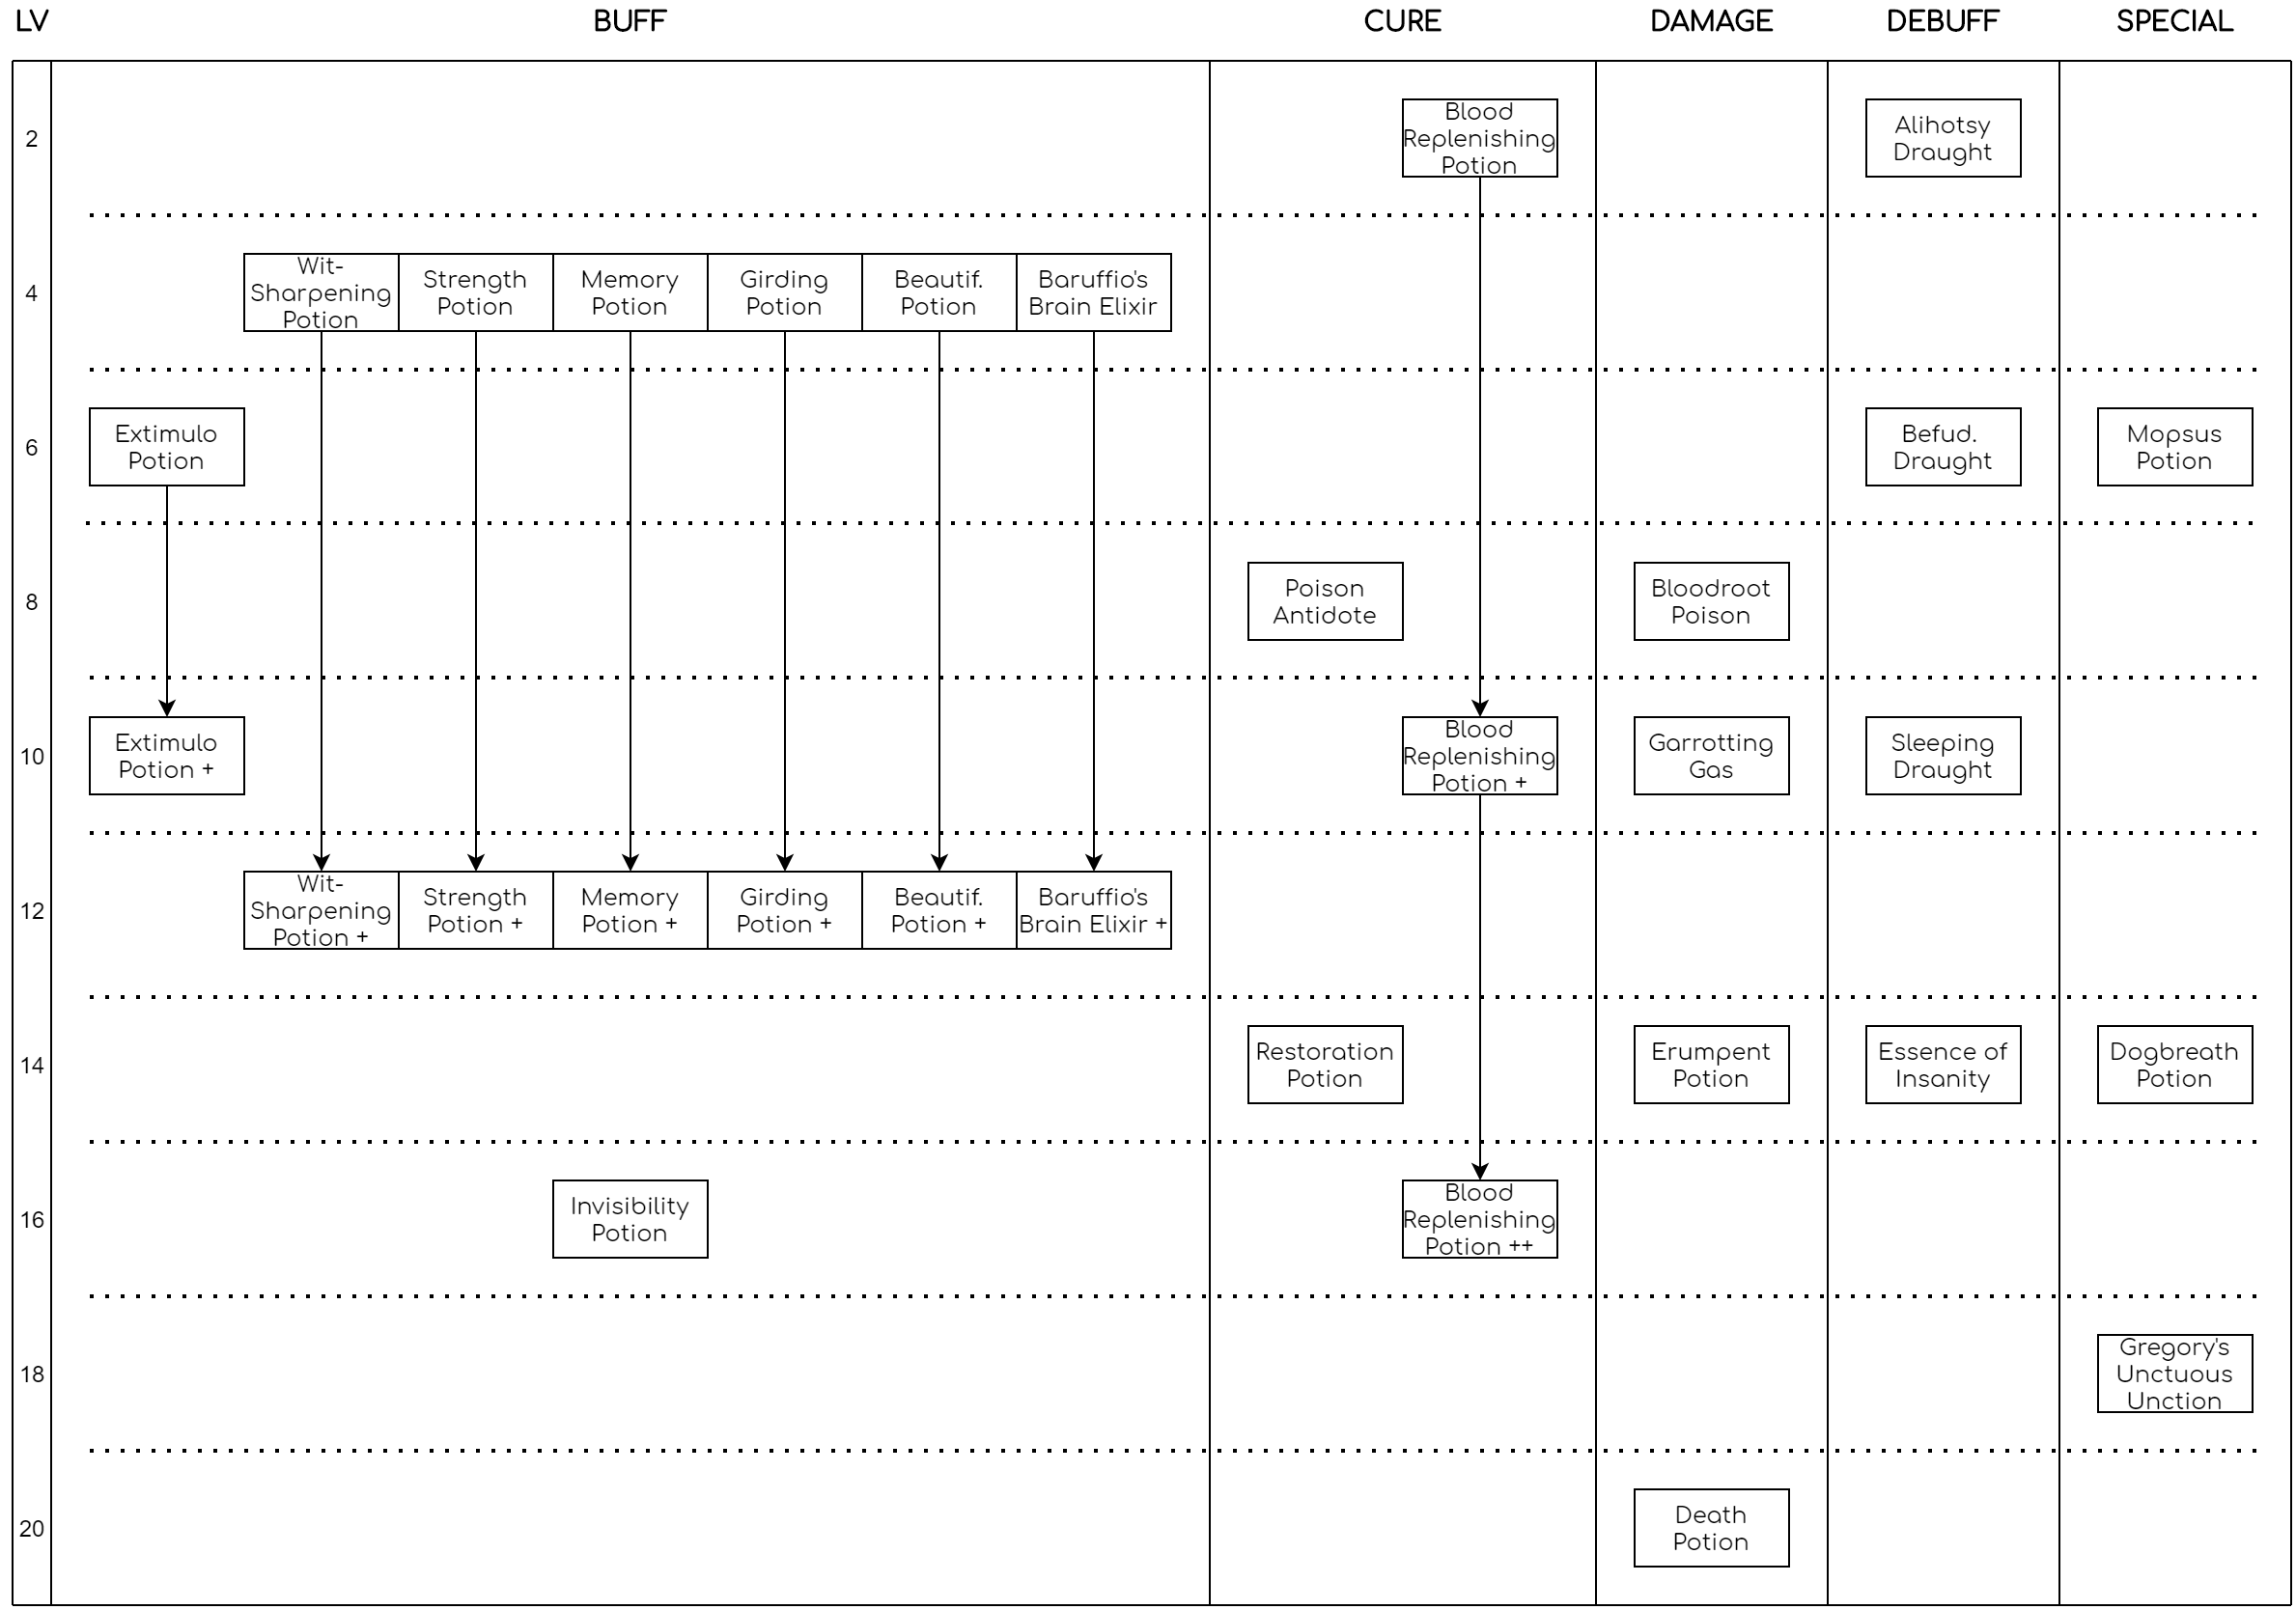 LV
BUFF
CURE
DAMAGE
DEBUFF
SPECIAL
2
Blood
Replenishing
Potion
Alihotsy
Draught
4
Wit-
Sharpening
Potion
Strength
Potion
Memory
Potion
Girding
Potion
Beautif.
Potion
Baruffio's
Brain Elixir
6
Extimulo
Potion
Befud.
Draught
Mopsus
Potion
8
Poison
Antidote
Bloodroot
Poison
10
Extimulo
Potion +
Blood
Replenishing
Potion +
Garrotting
Gas
Sleeping
Draught
12
Wit-
Sharpening
Potion +
Strength
Potion +
Memory
Potion +
Girding
Potion +
Beautif.
Potion +
Baruffio's
Brain Elixir +
14
Restoration
Potion
Erumpent
Potion
Essence of
Insanity
Dogbreath
Potion
16
Invisibility
Potion
Blood
Replenishing
Potion ++
18
Gregory's
Unctuous
Unction
20
Death
Potion